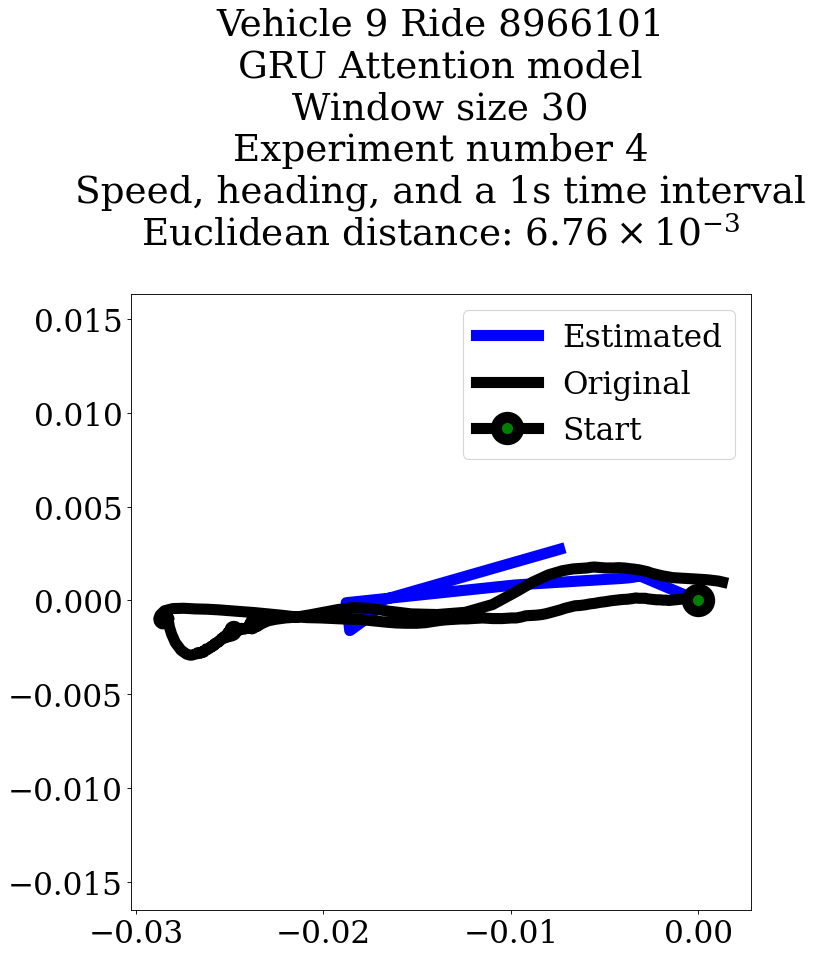 Vehicle 9 Ride 8966101
GRU Attention model
Window size 30
Experiment number 4
Speed, heading, and a 1s time interval
Euclidean distance: 6.76 × 10⁻³
Estimated
Original
Start
0.015
0.010
0.005
0.000
−0.005
−0.010
−0.015
−0.03
−0.02
−0.01
0.00